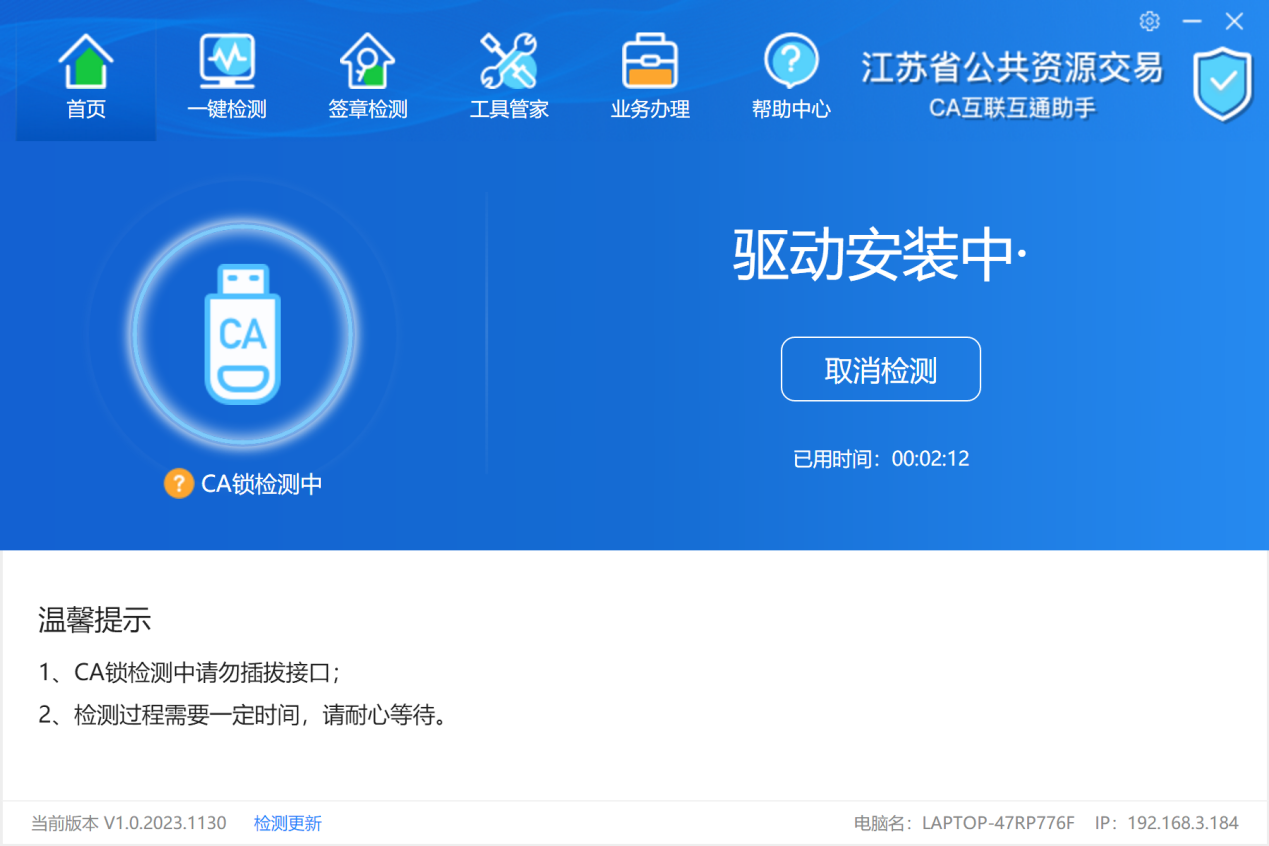 首页
一键检测
签章检测
工具管家
业务办理
帮助中心
江苏省公共资源交易
CA互联互通助手
CA
CA锁检测中
驱动安装中·
取消检测
已用时间：00:02:12
温馨提示
1、CA锁检测中请勿插拔接口；
2、检测过程需要一定时间，请耐心等待。
当前版本 V1.0.2023.1130 检测更新
电脑名：LAPTOP-47RP776F IP：192.168.3.184